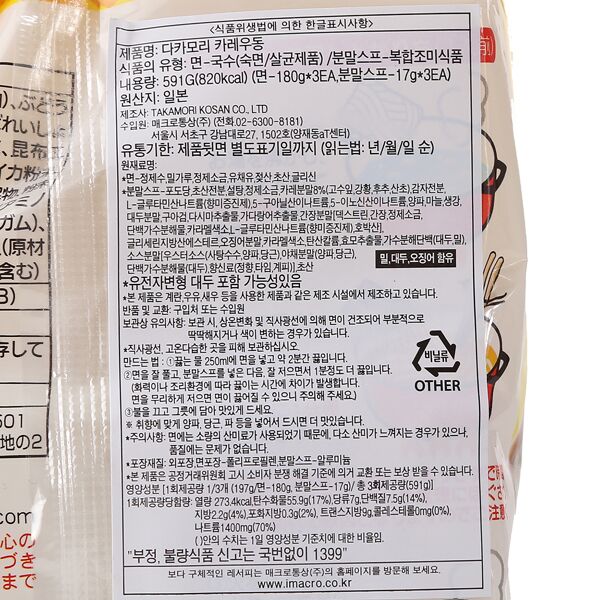 <식품위생법에 의한 한글표시사항>
제품명: 다카모리 카레우동
식품의 유형: 면-국수(숙면/살균제품) /분말스프-복합조미식품
내용량: 591G(820kcal) (면-180g*3EA,분말스프-17g*3EA)
원산지: 일본
제조사: TAKAMORI KOSAN CO., LTD
수입원: 매크로통상(주) (전화.02-6300-8181)
서울시 서초구 강남대로27, 1502호(양재동aT센터)
유통기한: 제품뒷면 별도표기일까지 (읽는법: 년/월/일 순)
원재료명:
*면-정제수,밀가루,정제소금,유채유,젖산,초산,글리신
*분말스프-포도당,초산전분,설탕,정제소금,카레분말8%(고수잎,강황,후추,산초),감자전분,
L-글루타민산나트륨(향미증진제),5-구아닐산이나트륨,5-이노신산이나트륨,양파,마늘,생강,
대두분말,구아검,다시마추출물,가다랑어추출물,간장분말(덱스트린,간장,정제소금,
단백가수분해물,카라멜색소,L-글루타민산나트륨(향미증진제),호박산),
글리세린지방산에스테르,오징어분말,카라멜색소,탄산칼륨,효모추출물,가수분해단백(대두,밀),
소스분말(우스터소스(사탕수수,양파,당근),야채분말(양파,당근),
단백가수분해물(대두),향신료(정향,타임,계피)],초산
밀,대두,오징어 함유
*유전자변형 대두 포함 가능성있음
*본 제품은 계란,우유,새우 등을 사용한 제품과 같은 제조 시설에서 제조하고 있습니다.
반품 및 교환: 구입처 또는 수입원
보관상 유의사항: 보관 시, 상온변화 및 직사광선에 의해 면이 건조되어 부분적으로
딱딱해지거나 색이 변하는 경우가 있습니다.
*직사광선, 고온다습한 곳을 피해 보관하십시오.
만드는 법: ①끓는 물 250ml에 면을 넣고 약 2분간 끓입니다.
②면을 잘 풀고, 분말스프를 넣은 다음, 잘 저으면서 1분정도 더 끓입니다.
(화력이나 조리환경에 따라 끓이는 시간에 차이가 발생합니다.
면을 무리하게 저으면 면이 끊어질 수 있으니 주의해 주세요)
③불을 끄고 그릇에 담아 맛있게 드세요.
※ 취향에 맞게 양파, 당근, 파 등을 넣어서 드시면 더 맛있습니다.
비닐류
OTHER
*주의사항: 면에는 소량의 산미료가 사용되었기 때문에, 다소 산미가 느껴지는 경우가 있으나,
품질에는 문제가 없습니다.
*포장재질: 외포장,면포장-폴리프로필렌,분말스프-알루미늄
*본 제품은 공정거래위원회 고시 소비자 분쟁 해결 기준에 의거 교환 또는 보상 받을 수 있습니다.
영양성분 [1회제공량 1/3개 (197g/면-180g, 분말스프-17g)/ 총 3회제공량(591g)]
1회제공량당함량: 열량 273.4kcal,탄수화물55.9g(17%),당류7g,단백질7.5g(14%),
지방2.2g(4%),포화지방0.3g(2%), 트랜스지방9g,콜레스테롤0mg(0%),
나트륨1400mg(70%)
( )안의 수치는 1일 영양성분 기준치에 대한 비율임.
"부정, 불량식품 신고는 국번없이 1399"
보다 구체적인 레서피는 매크로통상(주)의 홈페이지를 방문해 보세요.
www.imacro.co.kr